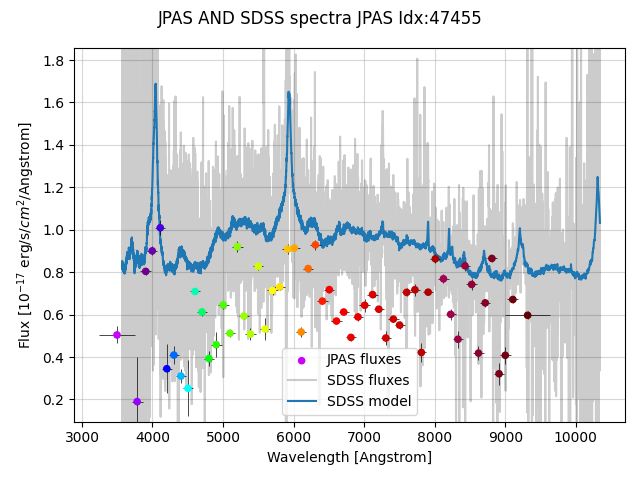 JPAS AND SDSS spectra JPAS Idx:47455
1.8
1.6
1.4
1.2
1.0
0.8
0.6
0.4
0.2
Flux [10⁻¹⁷ erg/s/cm²/Angstrom]
JPAS fluxes
SDSS fluxes
SDSS model
3000 4000 5000 6000 7000 8000 9000 10000
Wavelength [Angstrom]